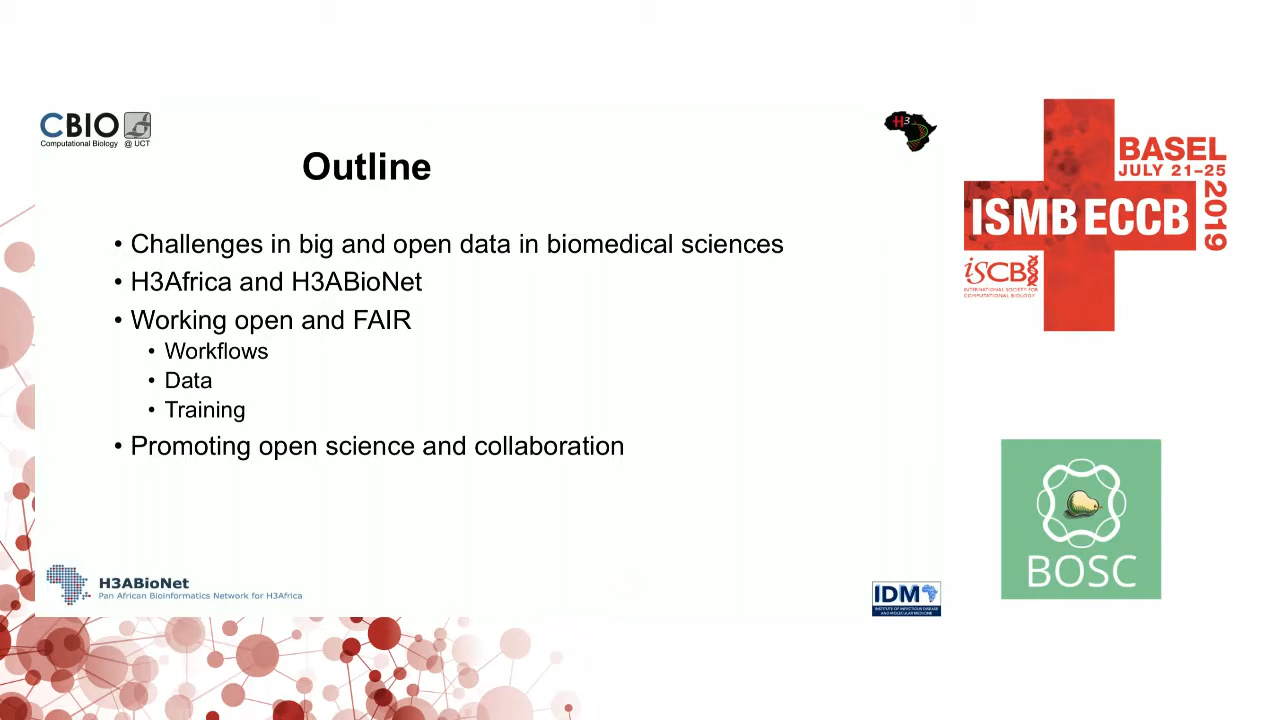 CBIO
Computational Biology @ UCT
H3
Outline
• Challenges in big and open data in biomedical sciences
• H3Africa and H3ABioNet
• Working open and FAIR
• Workflows
• Data
• Training
• Promoting open science and collaboration
H3ABioNet
Pan African Bioinformatics Network for H3Africa
IDM
INSTITUTE OF INFECTIOUS DISEASE
AND MOLECULAR MEDICINE
BASEL
JULY 21–25
2019
ISMB ECCB
iSCB
INTERNATIONAL SOCIETY FOR
COMPUTATIONAL BIOLOGY
BOSC